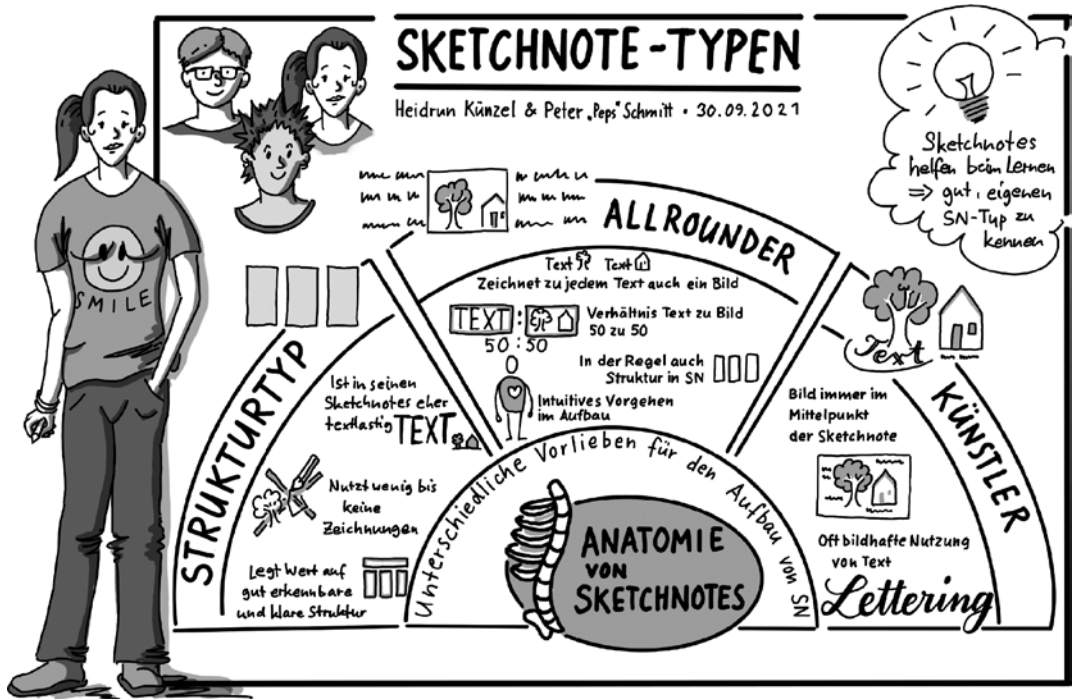 SKETCHNOTE-TYPEN
Heidrun Künzel & Peter „Peps“ Schmitt • 30.09.2021
Sketchnotes
helfen beim Lernen
⇒ gut, eigenen
SN-Typ zu
kennen
SMILE
STRUKTURTYP
Ist in seinen
Sketchnotes eher
textlastig TEXT
Nutzt wenig bis
keine
Zeichnungen
Legt Wert auf
gut erkennbare
und klare Struktur
ALLROUNDER
Text Text
Zeichnet zu jedem Text auch ein Bild
TEXT :
50 : 50
Verhältnis Text zu Bild
50 zu 50
In der Regel auch
Struktur in SN
Intuitives Vorgehen
im Aufbau
KÜNSTLER
Text
Bild immer im
Mittelpunkt
der Sketchnote
Oft bildhafte Nutzung
von Text
Lettering
Unterschiedliche Vorlieben für den Aufbau von SN
ANATOMIE
VON
SKETCHNOTES